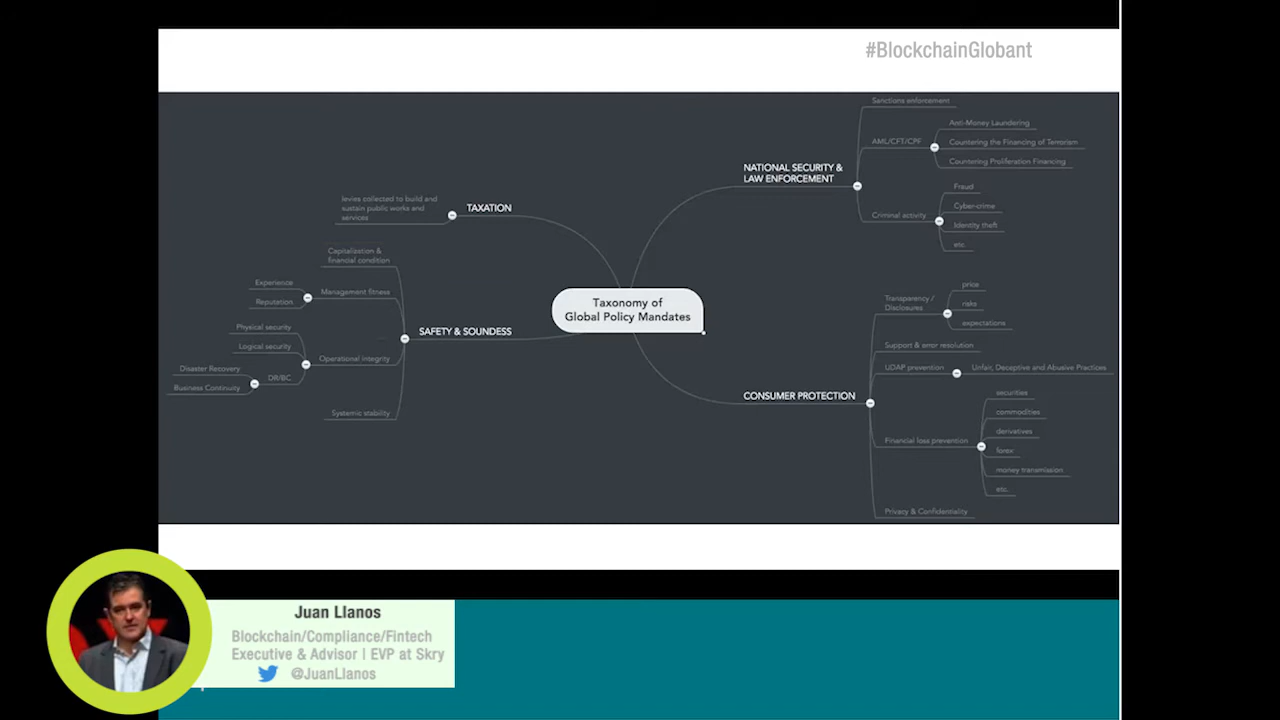 #BlockchainGlobant
Taxonomy of
Global Policy Mandates
NATIONAL SECURITY &
LAW ENFORCEMENT
Sanctions enforcement
AML/CFT/CPF
Anti-Money Laundering
Countering the Financing of Terrorism
Countering Proliferation Financing
Criminal activity
Fraud
Cyber-crime
Identity theft
etc
CONSUMER PROTECTION
Transparency /
Disclosures
price
risks
expectations
Support & error resolution
UDAP prevention
Unfair, Deceptive and Abusive Practices
Financial loss prevention
securities
commodities
derivatives
forex
money transmission
etc.
Privacy & Confidentiality
TAXATION
levies collected to build and
sustain public works and
services
SAFETY & SOUNDESS
Capitalization &
financial condition
Management fitness
Experience
Reputation
Operational integrity
Physical security
Logical security
DR/BC
Disaster Recovery
Business Continuity
Systemic stability
Juan Llanos
Blockchain/Compliance/Fintech
Executive & Advisor | EVP at Skry
@JuanLlanos